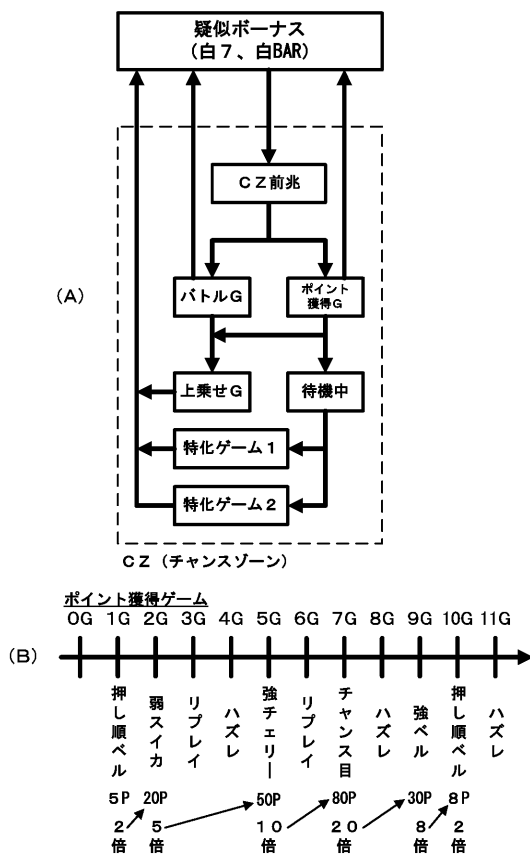 疑似ボーナス
(白7、白BAR)
CZ前兆
(A)
バトルG
ポイント
獲得G
上乗せG
待機中
特化ゲーム1
特化ゲーム2
CZ(チャンスゾーン)
ポイント獲得ゲーム
0G 1G 2G 3G 4G 5G 6G 7G 8G 9G 10G 11G
(B)
押し順ベル
弱スイカ
リプレイ
ハズレ
強チェリー
リプレイ
チャンス目
ハズレ
強ベル
押し順ベル
ハズレ
5P 20P 50P 80P 30P 8P
2倍 5倍 10倍 20倍 8倍 2倍